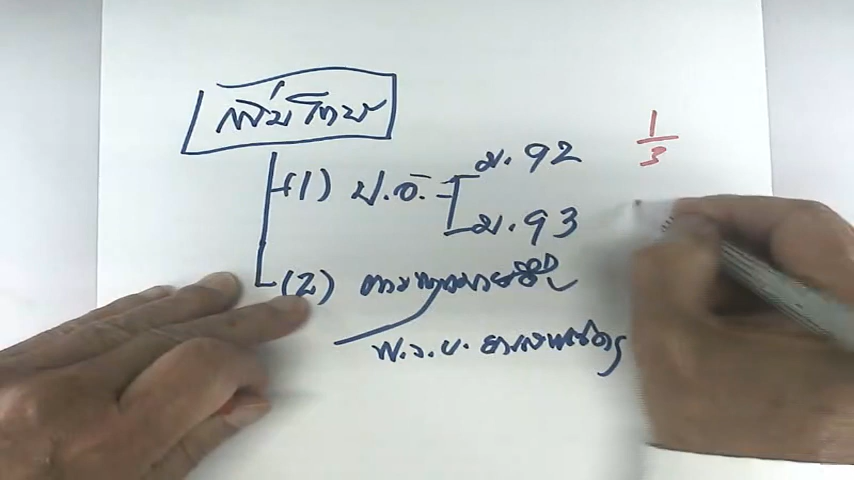 เพิ่มโทษ
(1) ป.อ. ม. 92 1/3
ม. 93
(2) ตามกฎหมายอื่น
พ.ร.บ. ยาเสพติด